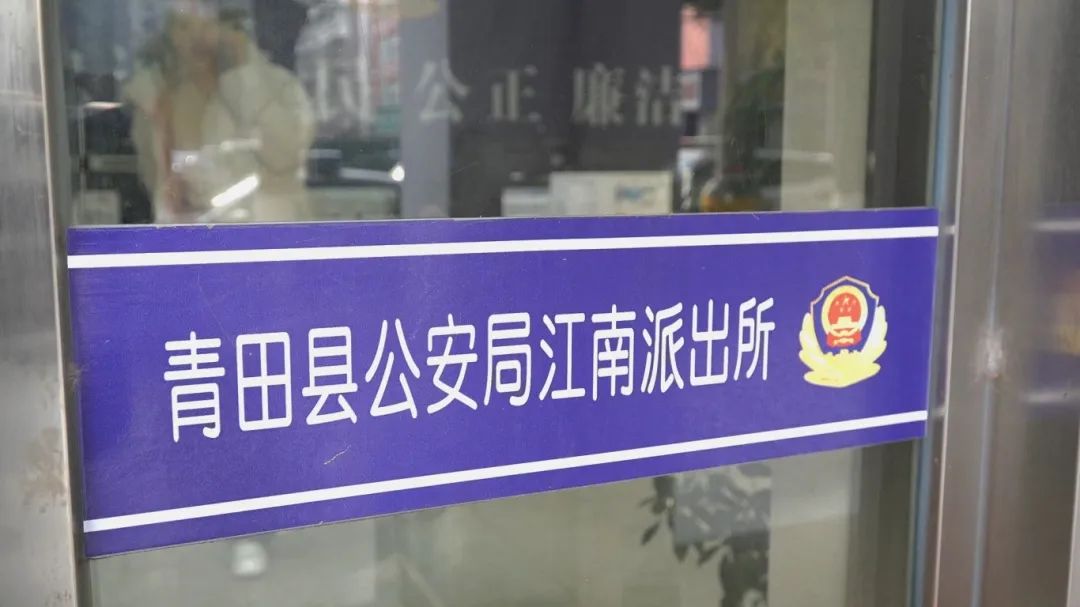 公正 廉洁
青田县公安局江南派出所